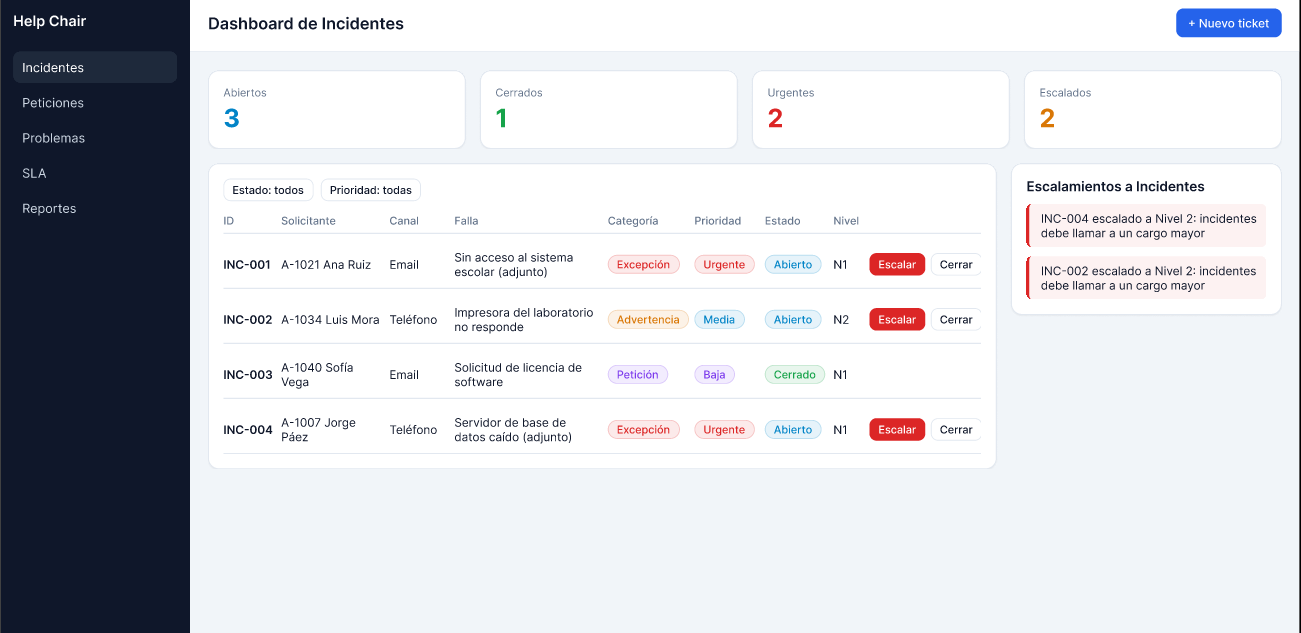 Help Chair
Incidentes
Peticiones
Problemas
SLA
Reportes
Dashboard de Incidentes
+ Nuevo ticket
Abiertos
3
Cerrados
1
Urgentes
2
Escalados
2
Estado: todos
Prioridad: todas
ID Solicitante Canal Falla Categoría Prioridad Estado Nivel
INC-001 A-1021 Ana Ruiz Email Sin acceso al sistema
escolar (adjunto) Excepción Urgente Abierto N1 Escalar Cerrar
INC-002 A-1034 Luis Mora Teléfono Impresora del laboratorio
no responde Advertencia Media Abierto N2 Escalar Cerrar
INC-003 A-1040 Sofía
Vega Email Solicitud de licencia de
software Petición Baja Cerrado N1
INC-004 A-1007 Jorge
Páez Teléfono Servidor de base de
datos caído (adjunto) Excepción Urgente Abierto N1 Escalar Cerrar
Escalamientos a Incidentes
INC-004 escalado a Nivel 2: incidentes
debe llamar a un cargo mayor
INC-002 escalado a Nivel 2: incidentes
debe llamar a un cargo mayor